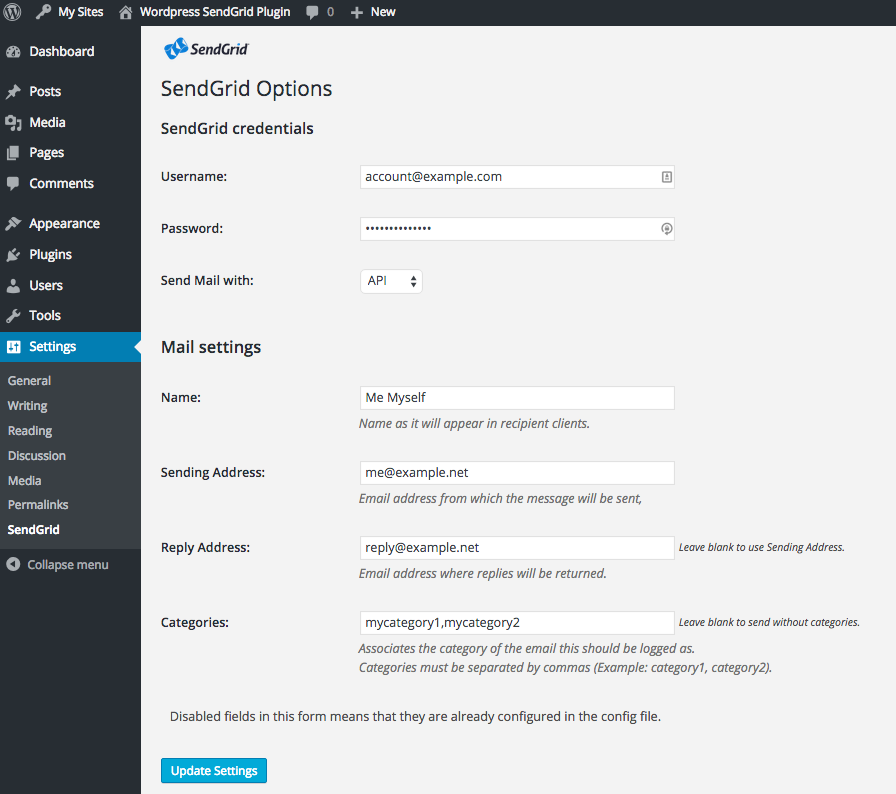 My Sites Wordpress SendGrid Plugin 0 New
Dashboard
Posts
Media
Pages
Comments
Appearance
Plugins
Users
Tools
Settings
General
Writing
Reading
Discussion
Media
Permalinks
SendGrid
Collapse menu
SendGrid
SendGrid Options
SendGrid credentials
Username: account@example.com
Password: ••••••••••••••
Send Mail with: API
Mail settings
Name: Me Myself
Name as it will appear in recipient clients.
Sending Address: me@example.net
Email address from which the message will be sent,
Reply Address: reply@example.net Leave blank to use Sending Address.
Email address where replies will be returned.
Categories: mycategory1,mycategory2 Leave blank to send without categories.
Associates the category of the email this should be logged as.
Categories must be separated by commas (Example: category1, category2).
Disabled fields in this form means that they are already configured in the config file.
Update Settings